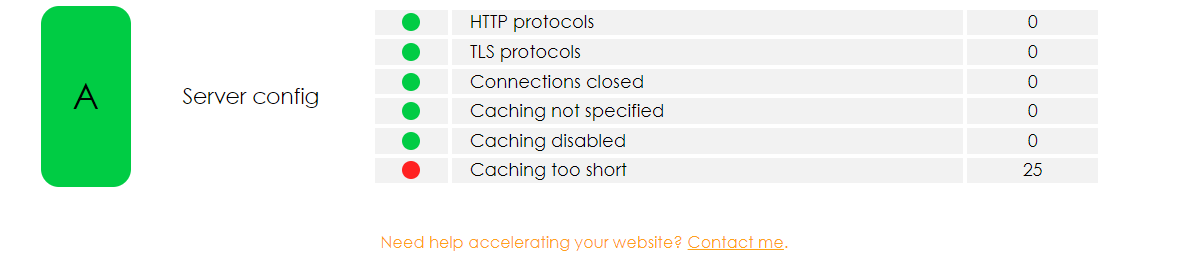 A
Server config
HTTP protocols 0
TLS protocols 0
Connections closed 0
Caching not specified 0
Caching disabled 0
Caching too short 25
Need help accelerating your website? Contact me.